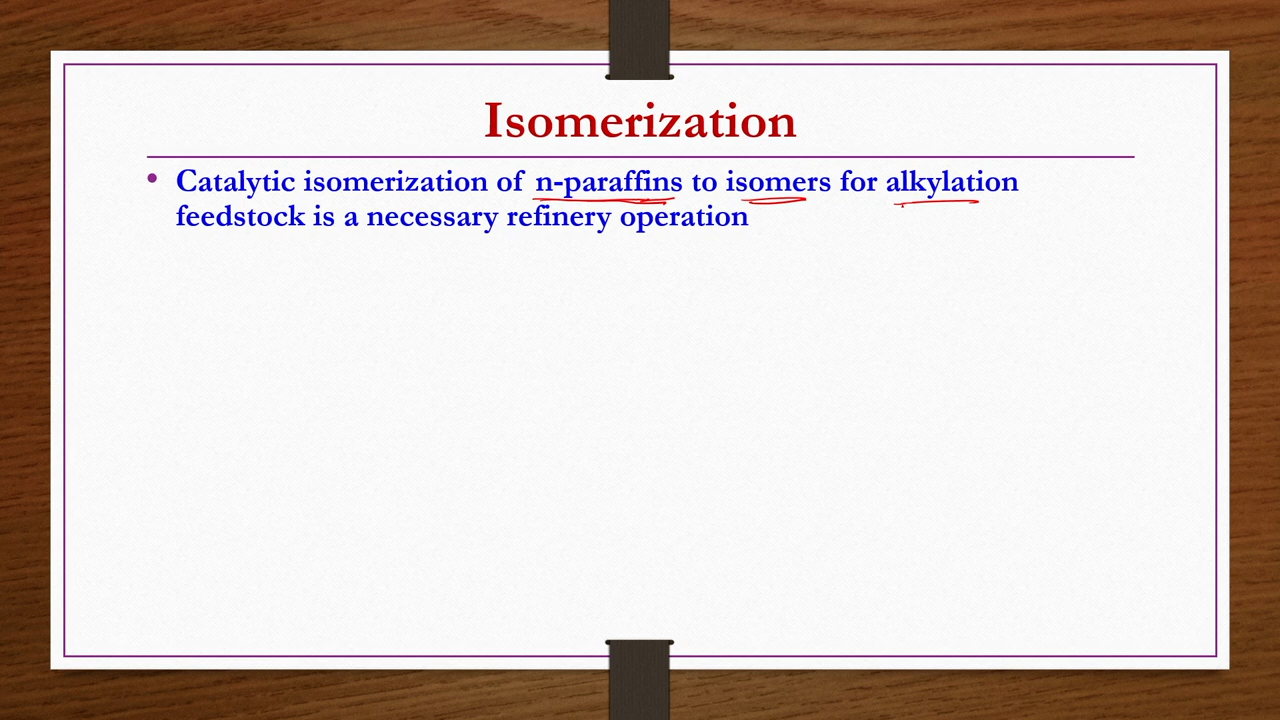 Isomerization
• Catalytic isomerization of n-paraffins to isomers for alkylation
feedstock is a necessary refinery operation